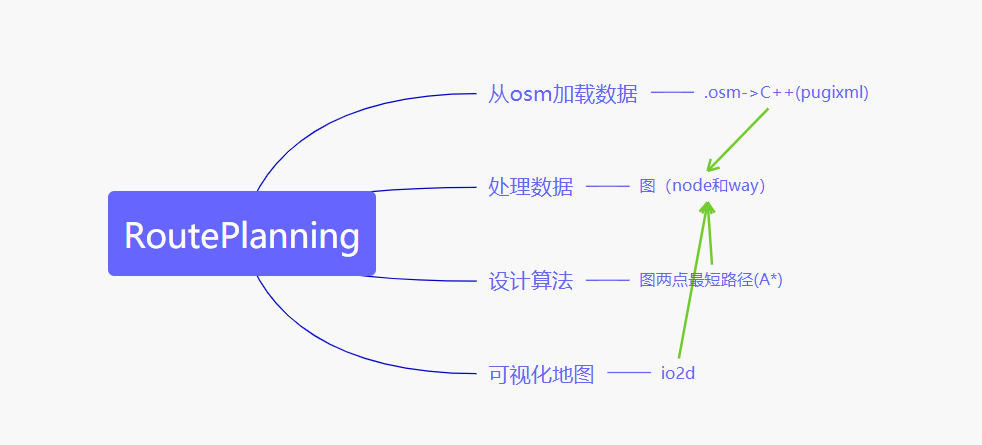 从osm加载数据
.osm->C++(pugixml)
处理数据
图（node和way）
RoutePlanning
设计算法
图两点最短路径(A*)
可视化地图
io2d